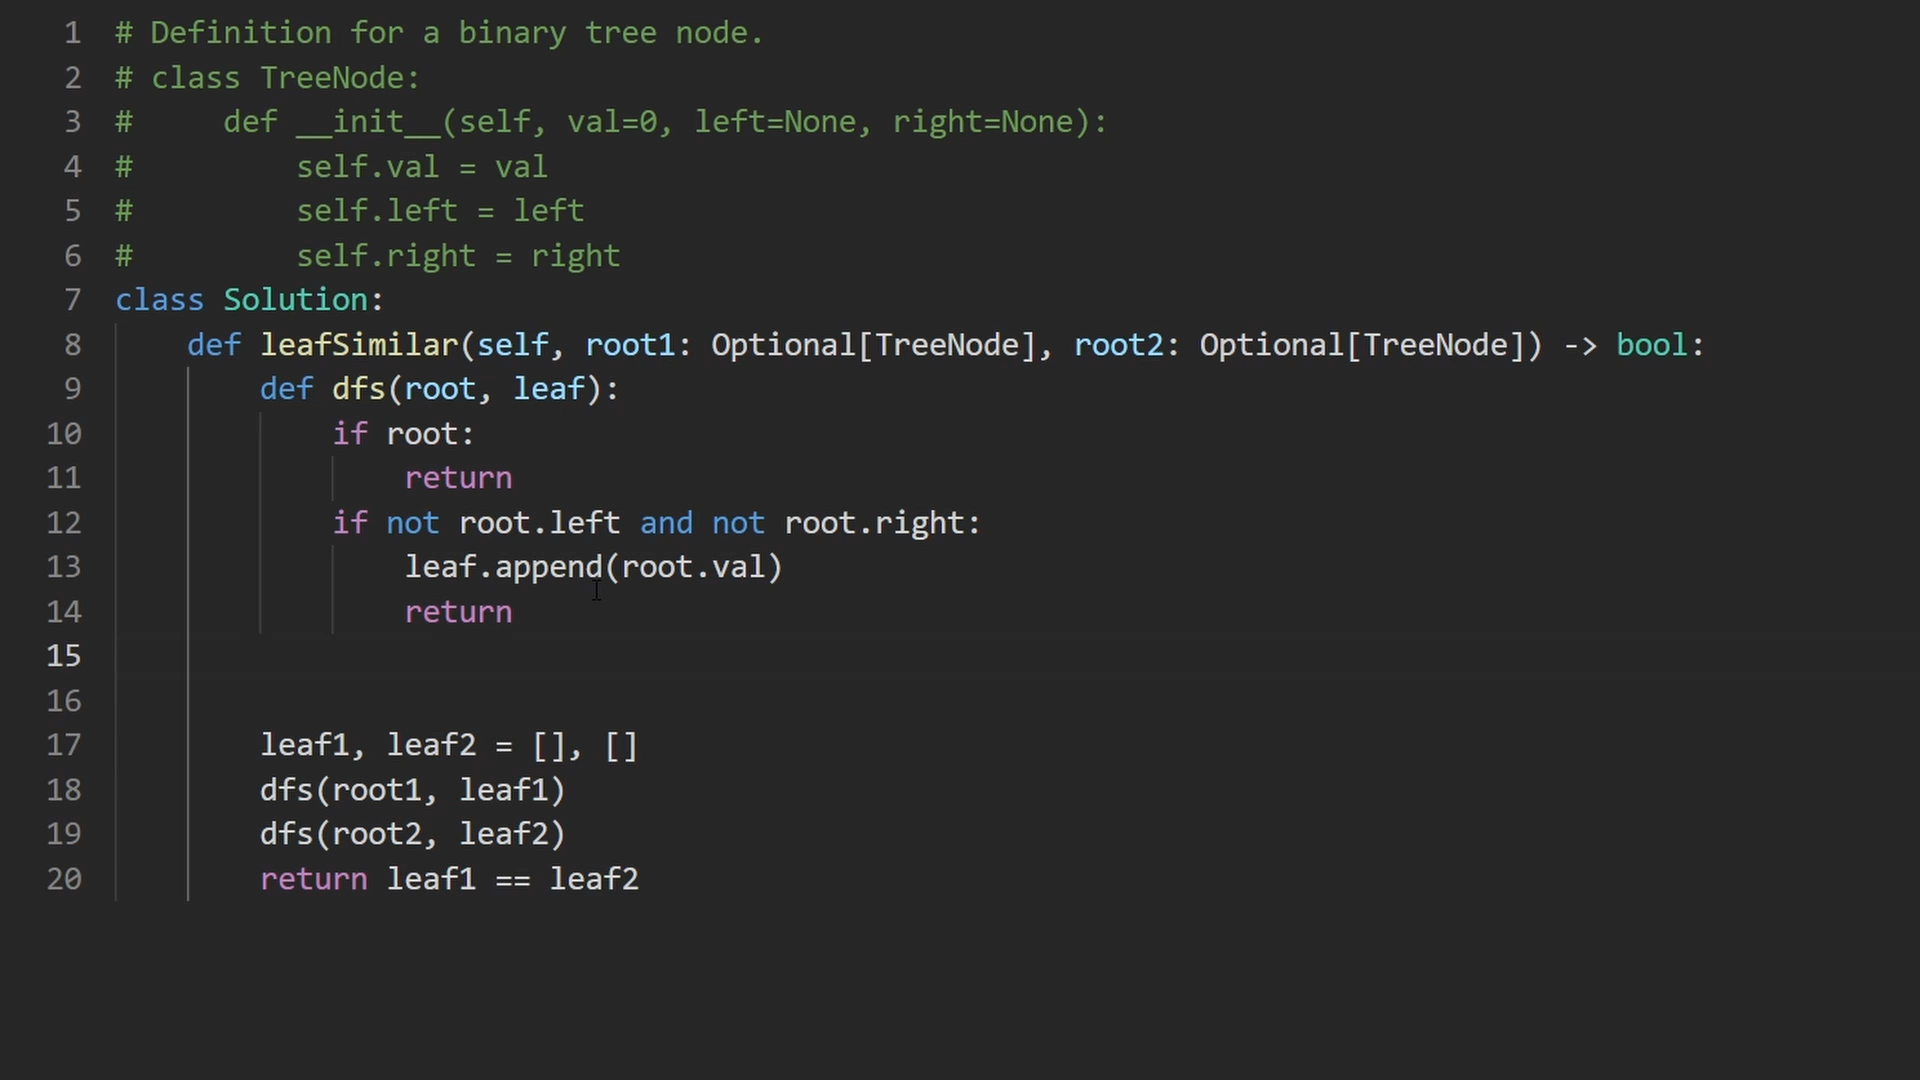 1 # Definition for a binary tree node.
2 # class TreeNode:
3 #     def __init__(self, val=0, left=None, right=None):
4 #         self.val = val
5 #         self.left = left
6 #         self.right = right
7 class Solution:
8     def leafSimilar(self, root1: Optional[TreeNode], root2: Optional[TreeNode]) -> bool:
9         def dfs(root, leaf):
10             if root:
11                 return
12             if not root.left and not root.right:
13                 leaf.append(root.val)
14                 return
15
16
17         leaf1, leaf2 = [], []
18         dfs(root1, leaf1)
19         dfs(root2, leaf2)
20         return leaf1 == leaf2